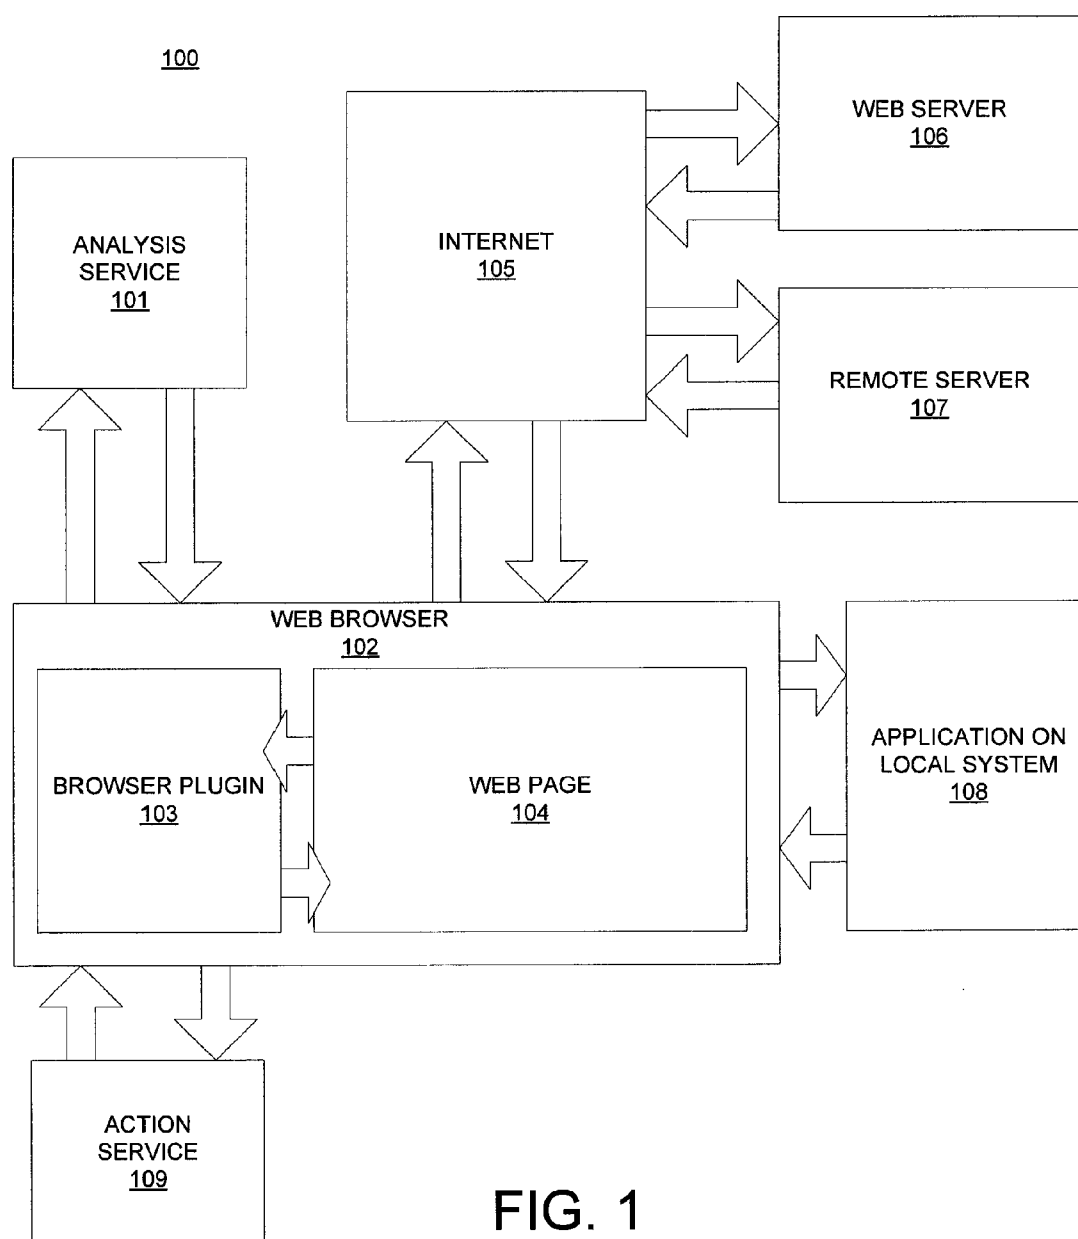 100
WEB SERVER
106
ANALYSIS
SERVICE
101
INTERNET
105
REMOTE SERVER
107
WEB BROWSER
102
BROWSER PLUGIN
103
WEB PAGE
104
APPLICATION ON
LOCAL SYSTEM
108
ACTION
SERVICE
109
FIG. 1